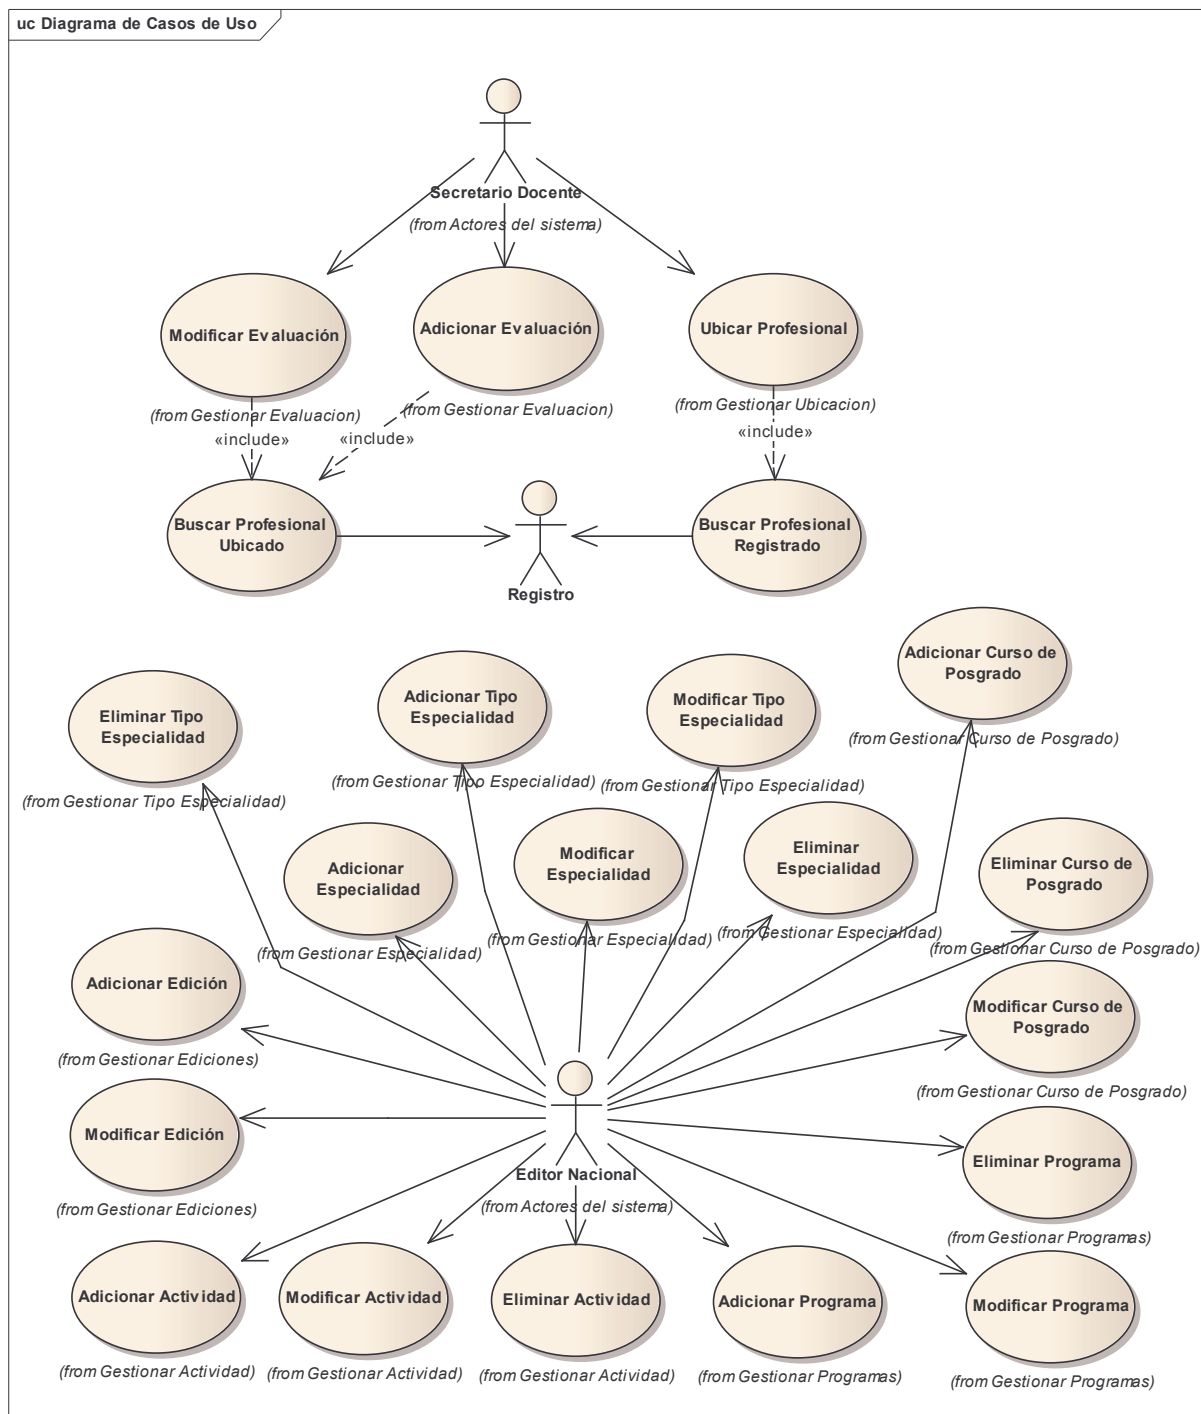 uc Diagrama de Casos de Uso
Secretario Docente
(from Actores del sistema)
Modificar Evaluación
(from Gestionar Evaluacion)
Adicionar Evaluación
(from Gestionar Evaluacion)
Ubicar Profesional
(from Gestionar Ubicacion)
«include»
«include»
«include»
Buscar Profesional
Ubicado
Registro
Buscar Profesional
Registrado
Adicionar Curso de
Posgrado
(from Gestionar Curso de Posgrado)
Eliminar Tipo
Especialidad
(from Gestionar Tipo Especialidad)
Adicionar Tipo
Especialidad
(from Gestionar Tipo Especialidad)
Modificar Tipo
Especialidad
(from Gestionar Tipo Especialidad)
Adicionar
Especialidad
(from Gestionar Especialidad)
Modificar
Especialidad
(from Gestionar Especialidad)
Eliminar
Especialidad
(from Gestionar Especialidad)
Eliminar Curso de
Posgrado
(from Gestionar Curso de Posgrado)
Adicionar Edición
(from Gestionar Ediciones)
Modificar Curso de
Posgrado
(from Gestionar Curso de Posgrado)
Modificar Edición
(from Gestionar Ediciones)
Editor Nacional
(from Actores del sistema)
Eliminar Programa
(from Gestionar Programas)
Adicionar Actividad
(from Gestionar Actividad)
Modificar Actividad
(from Gestionar Actividad)
Eliminar Actividad
(from Gestionar Actividad)
Adicionar Programa
(from Gestionar Programas)
Modificar Programa
(from Gestionar Programas)